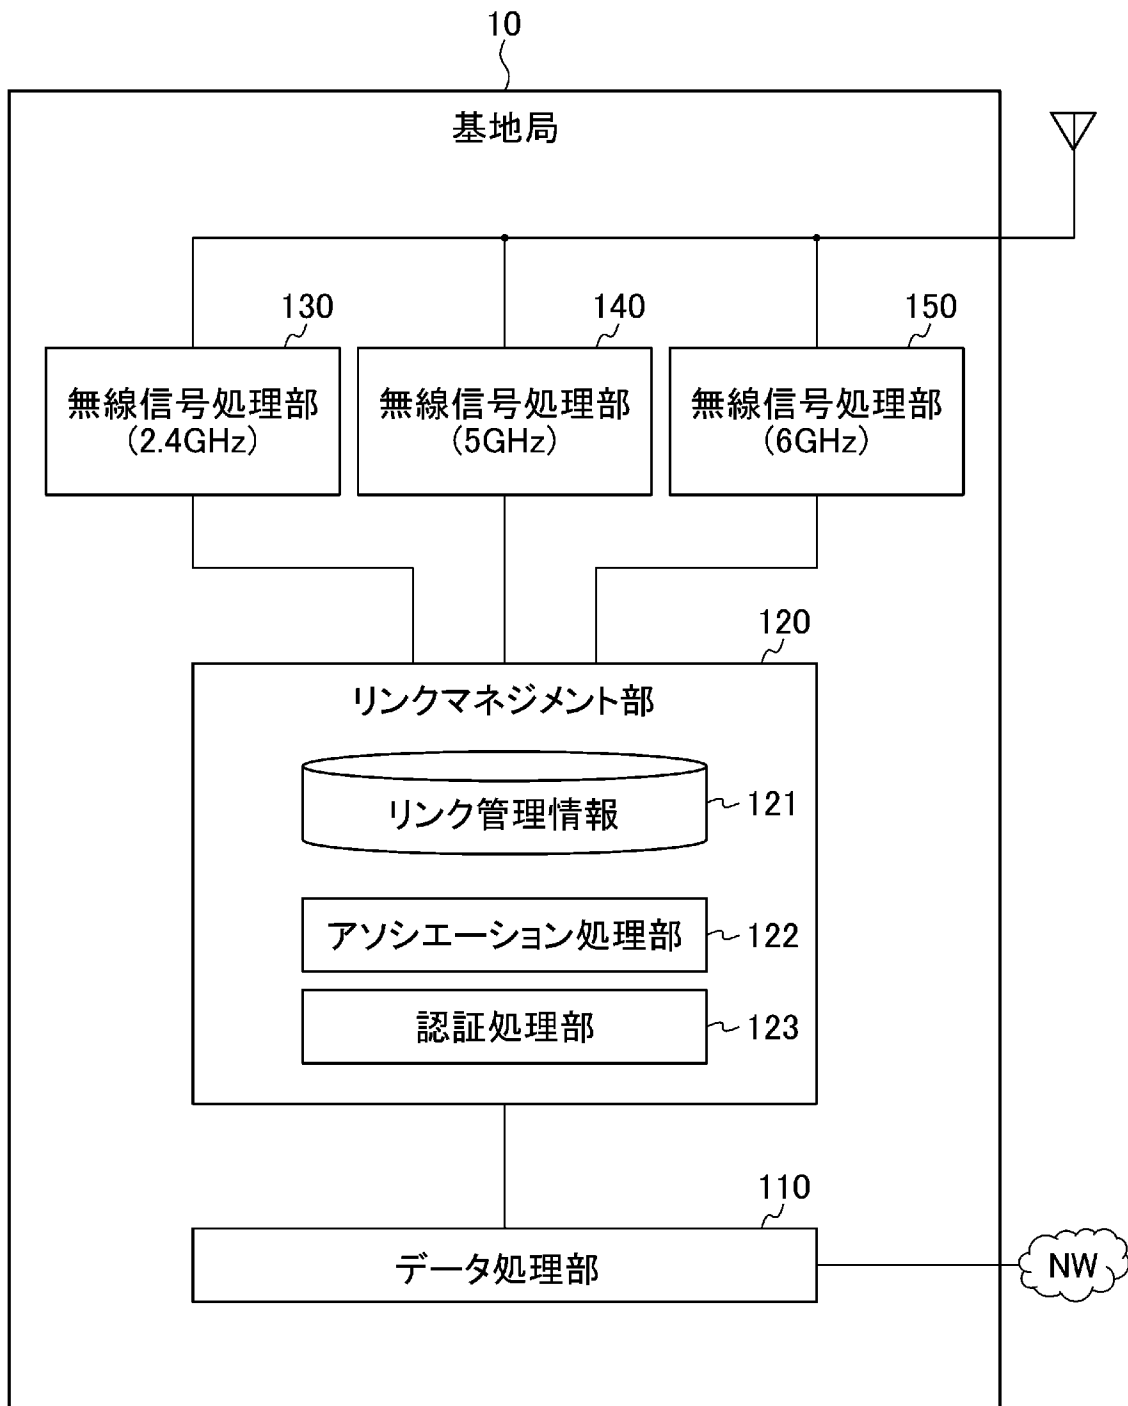 10
基地局
130
140
150
無線信号処理部
(2.4GHz)
無線信号処理部
(5GHz)
無線信号処理部
(6GHz)
120
リンクマネジメント部
リンク管理情報
121
アソシエーション処理部
122
認証処理部
123
110
データ処理部
NW